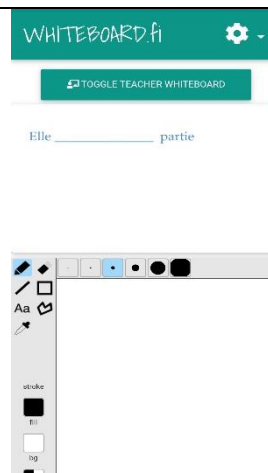 WHITEBOARD.fi
TOGGLE TEACHER WHITEBOARD
Elle ______________ partie
Aa
stroke
fill
bg